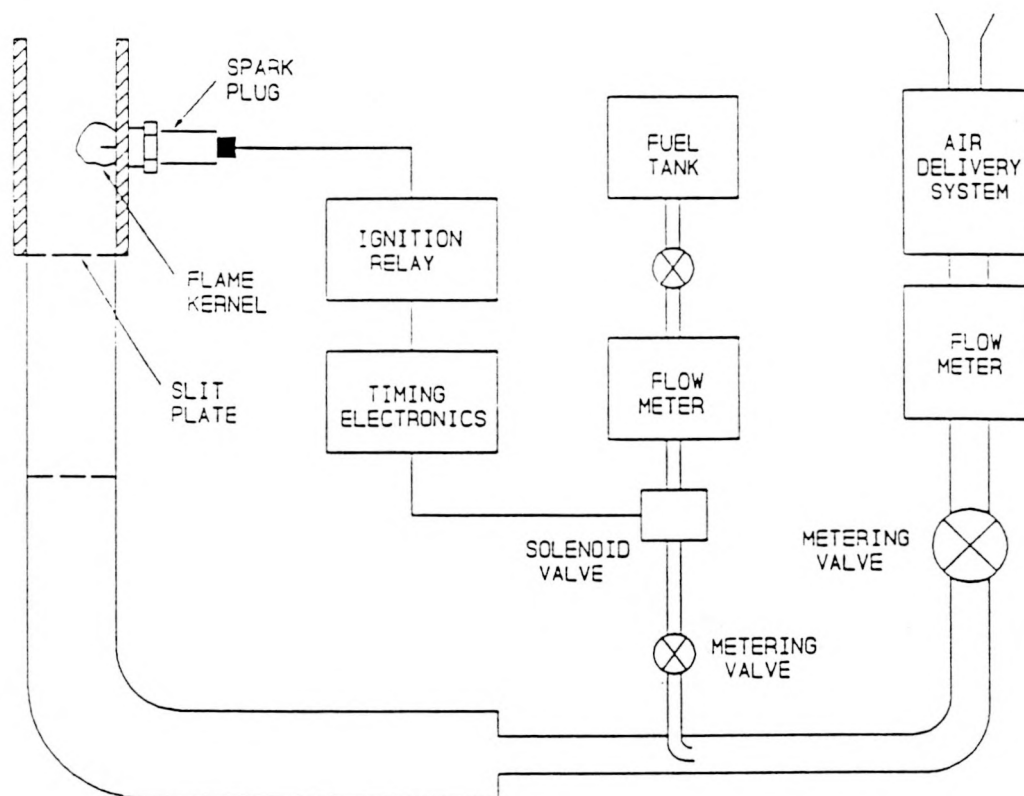 SPARK
PLUG
FUEL
TANK
AIR
DELIVERY
SYSTEM
IGNITION
RELAY
FLAME
KERNEL
FLOW
METER
TIMING
ELECTRONICS
FLOW
METER
SLIT
PLATE
SOLENOID
VALVE
METERING
VALVE
METERING
VALVE